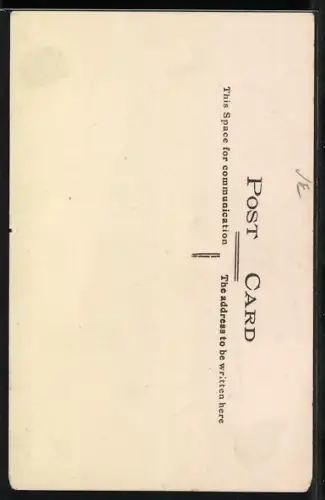 POST CARD
This Space for communication
The address to be written here